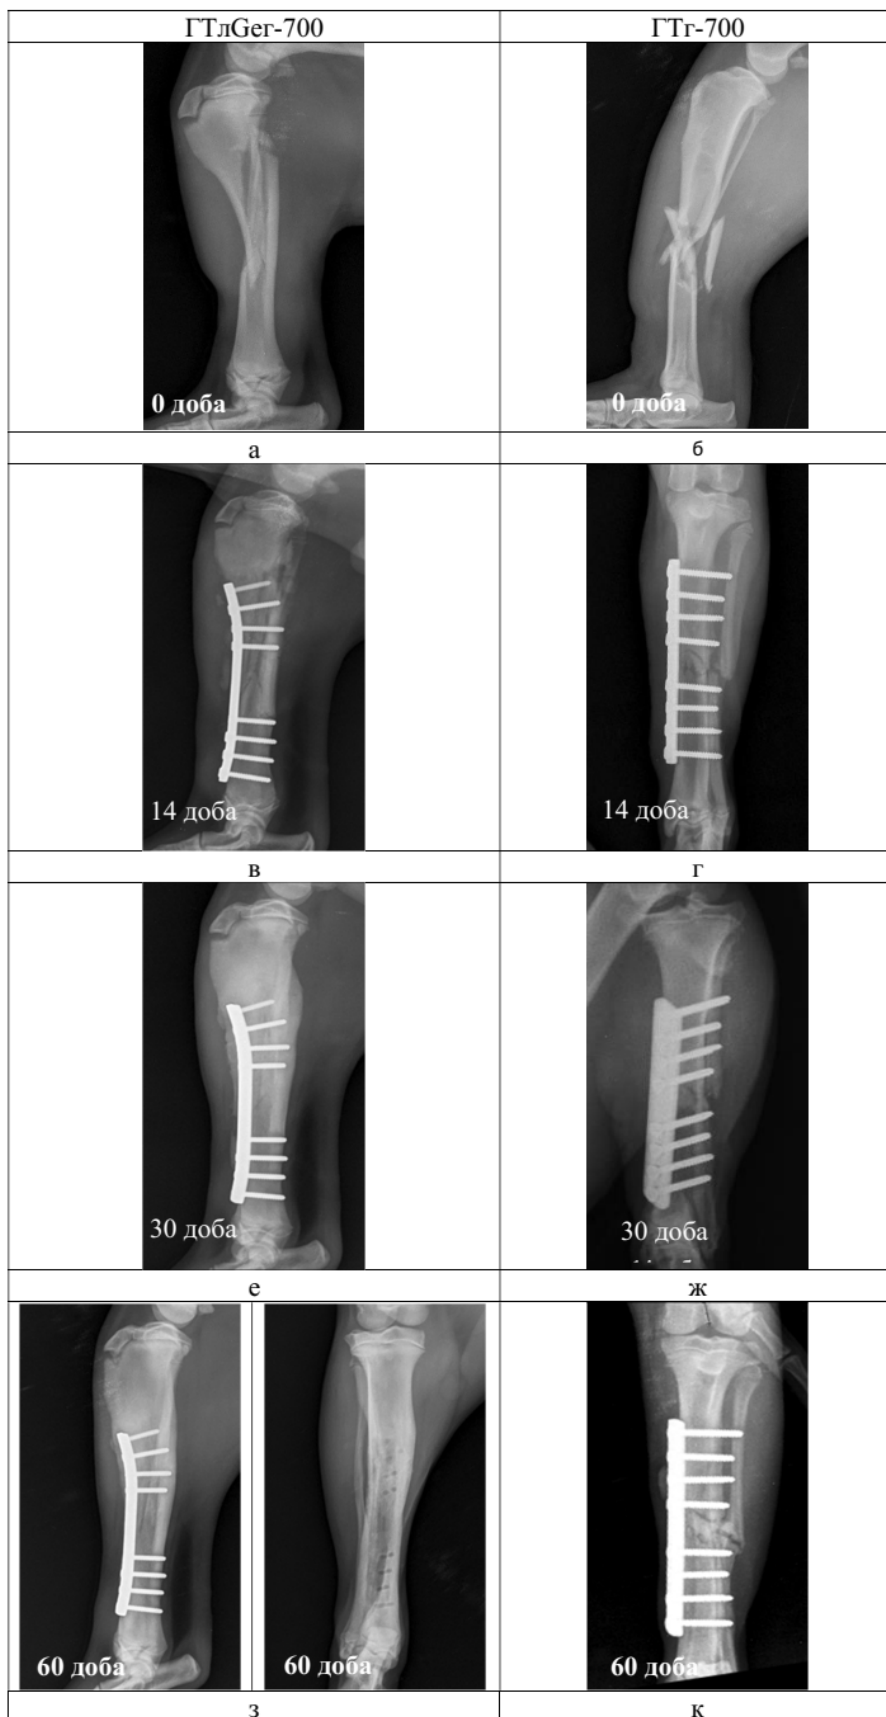 ГТлGer-700
ГТг-700
0 доба
0 доба
а
б
14 доба
14 доба
в
г
30 доба
30 доба
е
ж
60 доба
60 доба
60 доба
з
к